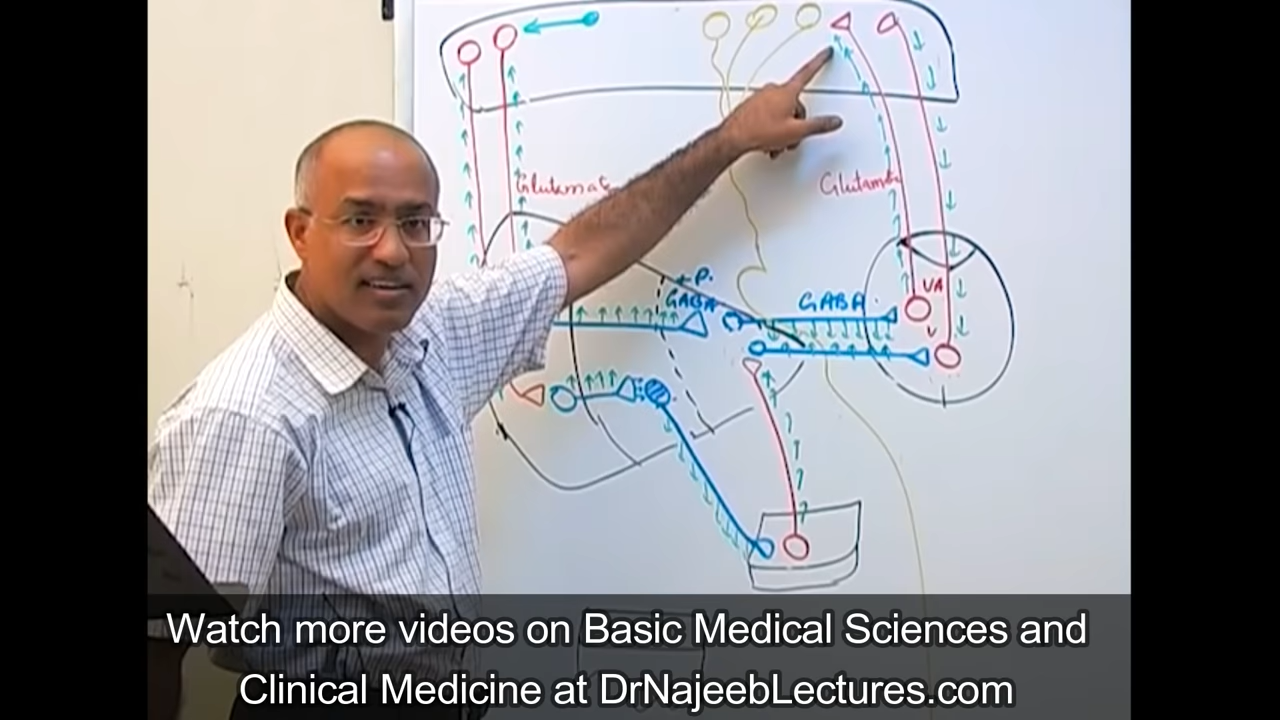 Glutamate
Glutamate
P.
GABA
GABA
VA
V
Watch more videos on Basic Medical Sciences and
Clinical Medicine at DrNajeebLectures.com